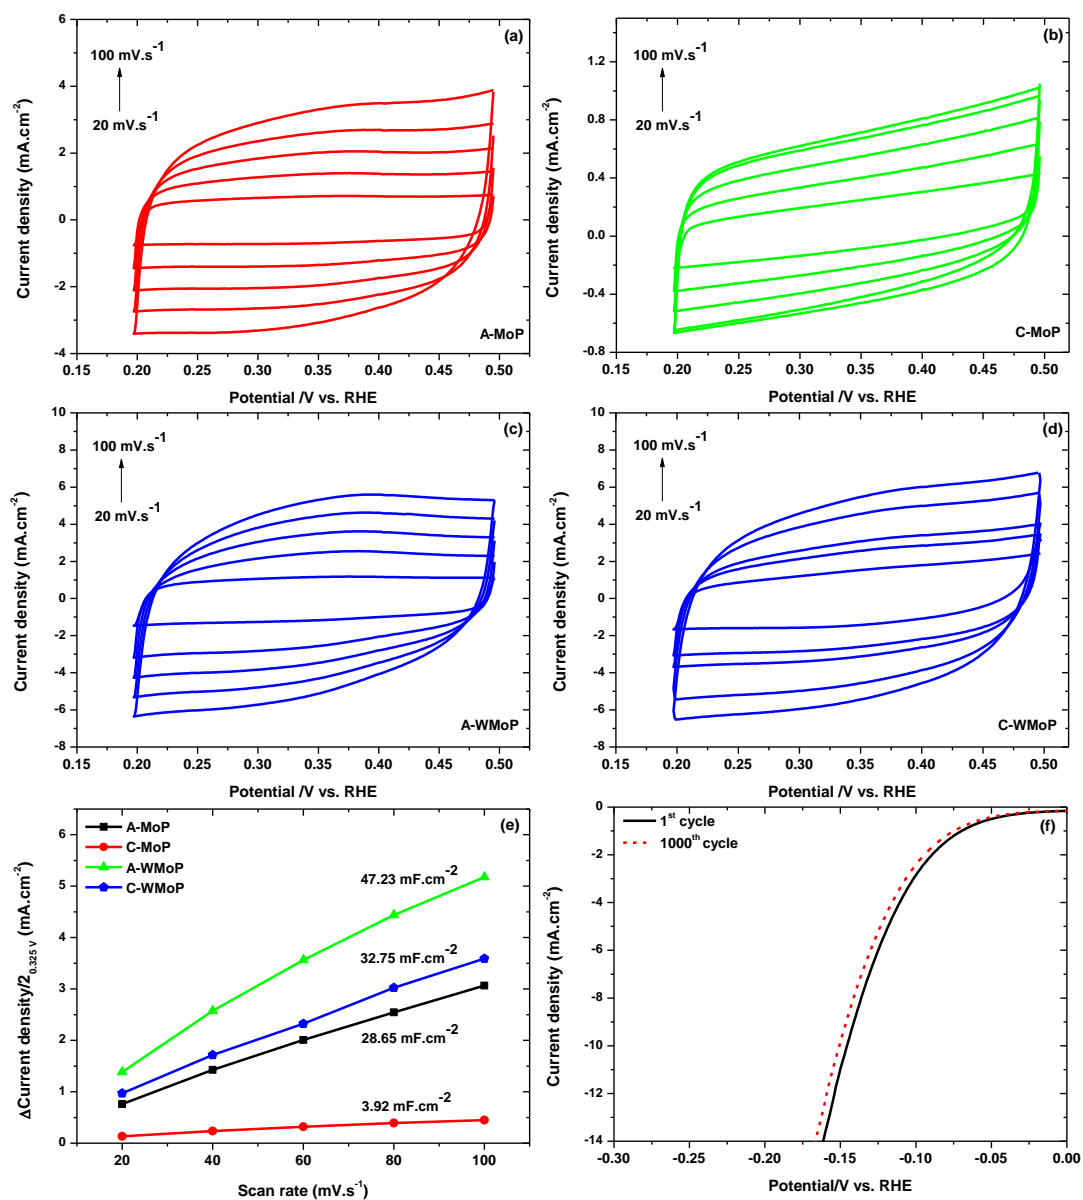 (a)
100 mV.s-1
20 mV.s-1
A-MoP
Current density (mA.cm-2)
6
4
2
0
-2
-4
0.15 0.20 0.25 0.30 0.35 0.40 0.45 0.50
Potential /V vs. RHE
(b)
100 mV.s-1
20 mV.s-1
C-MoP
Current density (mA.cm-2)
1.2
0.8
0.4
0.0
-0.4
-0.8
0.15 0.20 0.25 0.30 0.35 0.40 0.45 0.50
Potential /V vs. RHE
(c)
100 mV.s-1
20 mV.s-1
A-WMoP
Current density (mA.cm-2)
10
8
6
4
2
0
-2
-4
-6
-8
0.15 0.20 0.25 0.30 0.35 0.40 0.45 0.50
Potential /V vs. RHE
(d)
100 mV.s-1
20 mV.s-1
C-WMoP
Current density (mA.cm-2)
10
8
6
4
2
0
-2
-4
-6
-8
0.15 0.20 0.25 0.30 0.35 0.40 0.45 0.50
Potential /V vs. RHE
(e)
A-MoP
C-MoP
A-WMoP
C-WMoP
47.23 mF.cm-2
32.75 mF.cm-2
28.65 mF.cm-2
3.92 mF.cm-2
ΔCurrent density/2 0.325 V (mA.cm-2)
6
5
4
3
2
1
0
20 40 60 80 100
Scan rate (mV.s-1)
(f)
1st cycle
1000th cycle
Current density (mA.cm-2)
0
-2
-4
-6
-8
-10
-12
-14
-0.30 -0.25 -0.20 -0.15 -0.10 -0.05 0.00
Potential/V vs. RHE